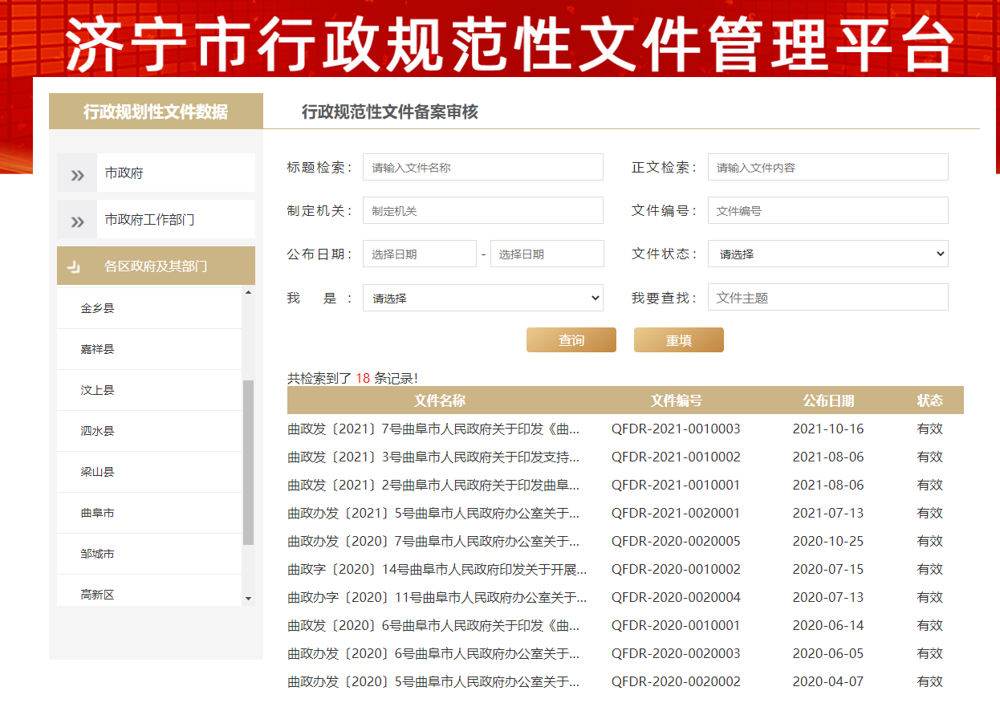 济宁市行政规范性文件管理平台
行政规划性文件数据
行政规范性文件备案审核
市政府
市政府工作部门
各区政府及其部门
金乡县
嘉祥县
汶上县
泗水县
梁山县
曲阜市
邹城市
高新区
标题检索： 请输入文件名称 正文检索： 请输入文件内容
制定机关： 制定机关 文件编号： 文件编号
公布日期： 选择日期 - 选择日期 文件状态： 请选择
我 是 ： 请选择 我要查找： 文件主题
查询 重填
共检索到了 18 条记录！
文件名称 文件编号 公布日期 状态
曲政发〔2021〕7号曲阜市人民政府关于印发《曲... QFDR-2021-0010003 2021-10-16 有效
曲政发〔2021〕3号曲阜市人民政府关于印发支持... QFDR-2021-0010002 2021-08-06 有效
曲政发〔2021〕2号曲阜市人民政府关于印发曲阜... QFDR-2021-0010001 2021-08-06 有效
曲政办发〔2021〕5号曲阜市人民政府办公室关于... QFDR-2021-0020001 2021-07-13 有效
曲政办发〔2020〕7号曲阜市人民政府办公室关于... QFDR-2020-0020005 2020-10-25 有效
曲政字〔2020〕14号曲阜市人民政府印发关于开展... QFDR-2020-0010002 2020-07-15 有效
曲政办字〔2020〕11号曲阜市人民政府办公室关于... QFDR-2020-0020004 2020-07-13 有效
曲政发〔2020〕6号曲阜市人民政府关于印发《曲... QFDR-2020-0010001 2020-06-14 有效
曲政办发〔2020〕6号曲阜市人民政府办公室关于... QFDR-2020-0020003 2020-06-05 有效
曲政办发〔2020〕5号曲阜市人民政府办公室关于... QFDR-2020-0020002 2020-04-07 有效